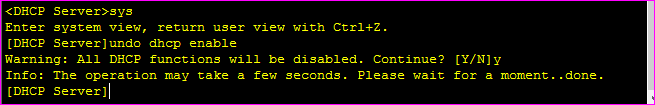 <DHCP Server>sys
Enter system view, return user view with Ctrl+Z.
[DHCP Server]undo dhcp enable
Warning: All DHCP functions will be disabled. Continue? [Y/N]y
Info: The operation may take a few seconds. Please wait for a moment..done.
[DHCP Server]